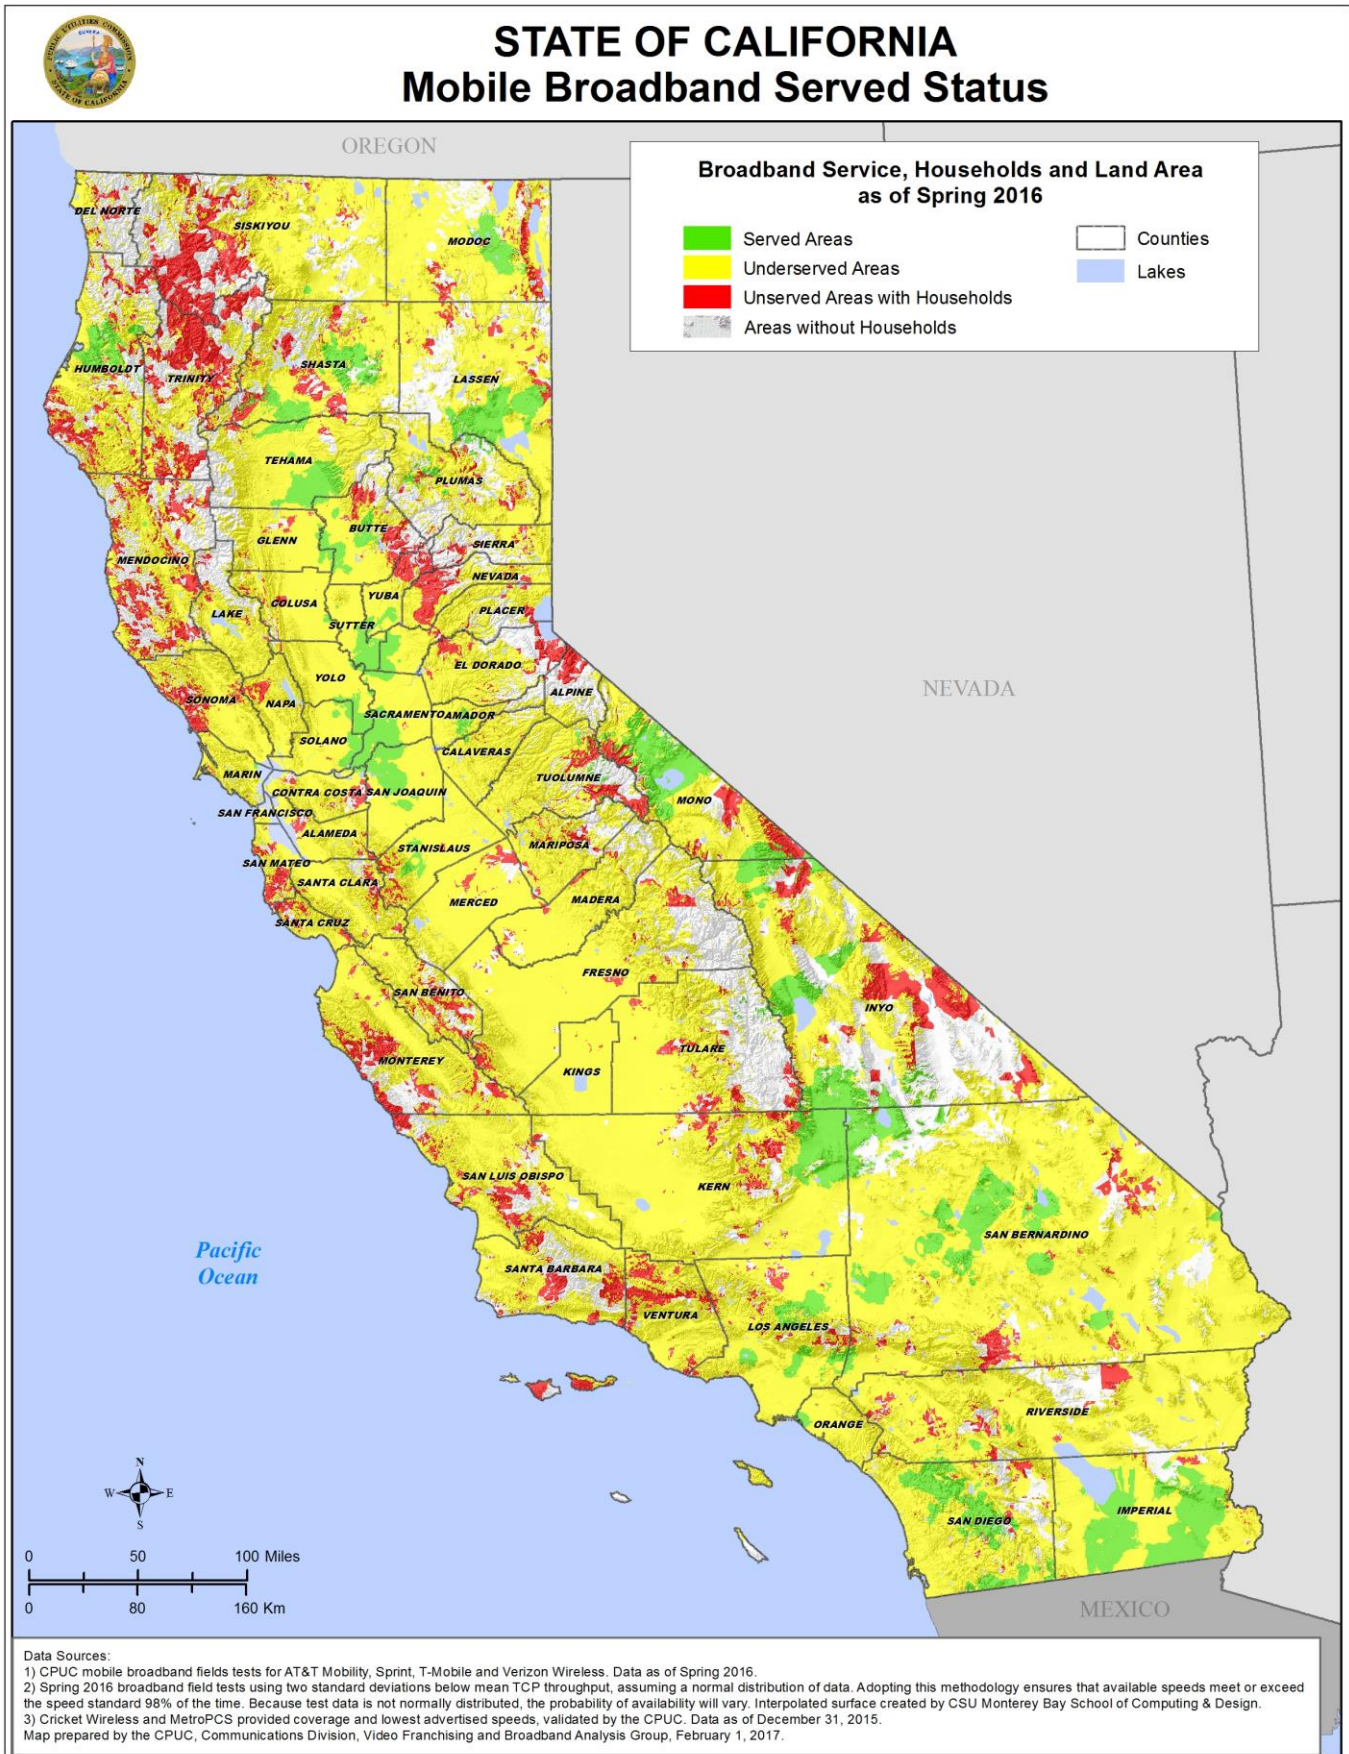 STATE OF CALIFORNIA
Mobile Broadband Served Status
PUBLIC UTILITIES COMMISSION
STATE OF CALIFORNIA
OREGON
Broadband Service, Households and Land Area
as of Spring 2016
Served Areas
Underserved Areas
Unserved Areas with Households
Areas without Households
Counties
Lakes
DEL NORTE
SISKIYOU
MODOC
HUMBOLDT
TRINITY
SHASTA
LASSEN
TEHAMA
PLUMAS
BUTTE
GLENN
SIERRA
MENDOCINO
NEVADA
COLUSA
YUBA
PLACER
LAKE
SUTTER
EL DORADO
YOLO
ALPINE
NEVADA
SONOMA
NAPA
SACRAMENTO
AMADOR
SOLANO
CALAVERAS
MARIN
TUOLUMNE
CONTRA COSTA
SAN JOAQUIN
MONO
SAN FRANCISCO
ALAMEDA
STANISLAUS
MARIPOSA
SAN MATEO
SANTA CLARA
MERCED
MADERA
SANTA CRUZ
FRESNO
SAN BENITO
INYO
MONTEREY
TULARE
KINGS
SAN LUIS OBISPO
KERN
SAN BERNARDINO
Pacific
Ocean
SANTA BARBARA
VENTURA
LOS ANGELES
RIVERSIDE
ORANGE
IMPERIAL
SAN DIEGO
MEXICO
N
W
E
S
0 50 100 Miles
0 80 160 Km
Data Sources:
1) CPUC mobile broadband fields tests for AT&T Mobility, Sprint, T-Mobile and Verizon Wireless. Data as of Spring 2016.
2) Spring 2016 broadband field tests using two standard deviations below mean TCP throughput, assuming a normal distribution of data. Adopting this methodology ensures that available speeds meet or exceed
the speed standard 98% of the time. Because test data is not normally distributed, the probability of availability will vary. Interpolated surface created by CSU Monterey Bay School of Computing & Design.
3) Cricket Wireless and MetroPCS provided coverage and lowest advertised speeds, validated by the CPUC. Data as of December 31, 2015.
Map prepared by the CPUC, Communications Division, Video Franchising and Broadband Analysis Group, February 1, 2017.